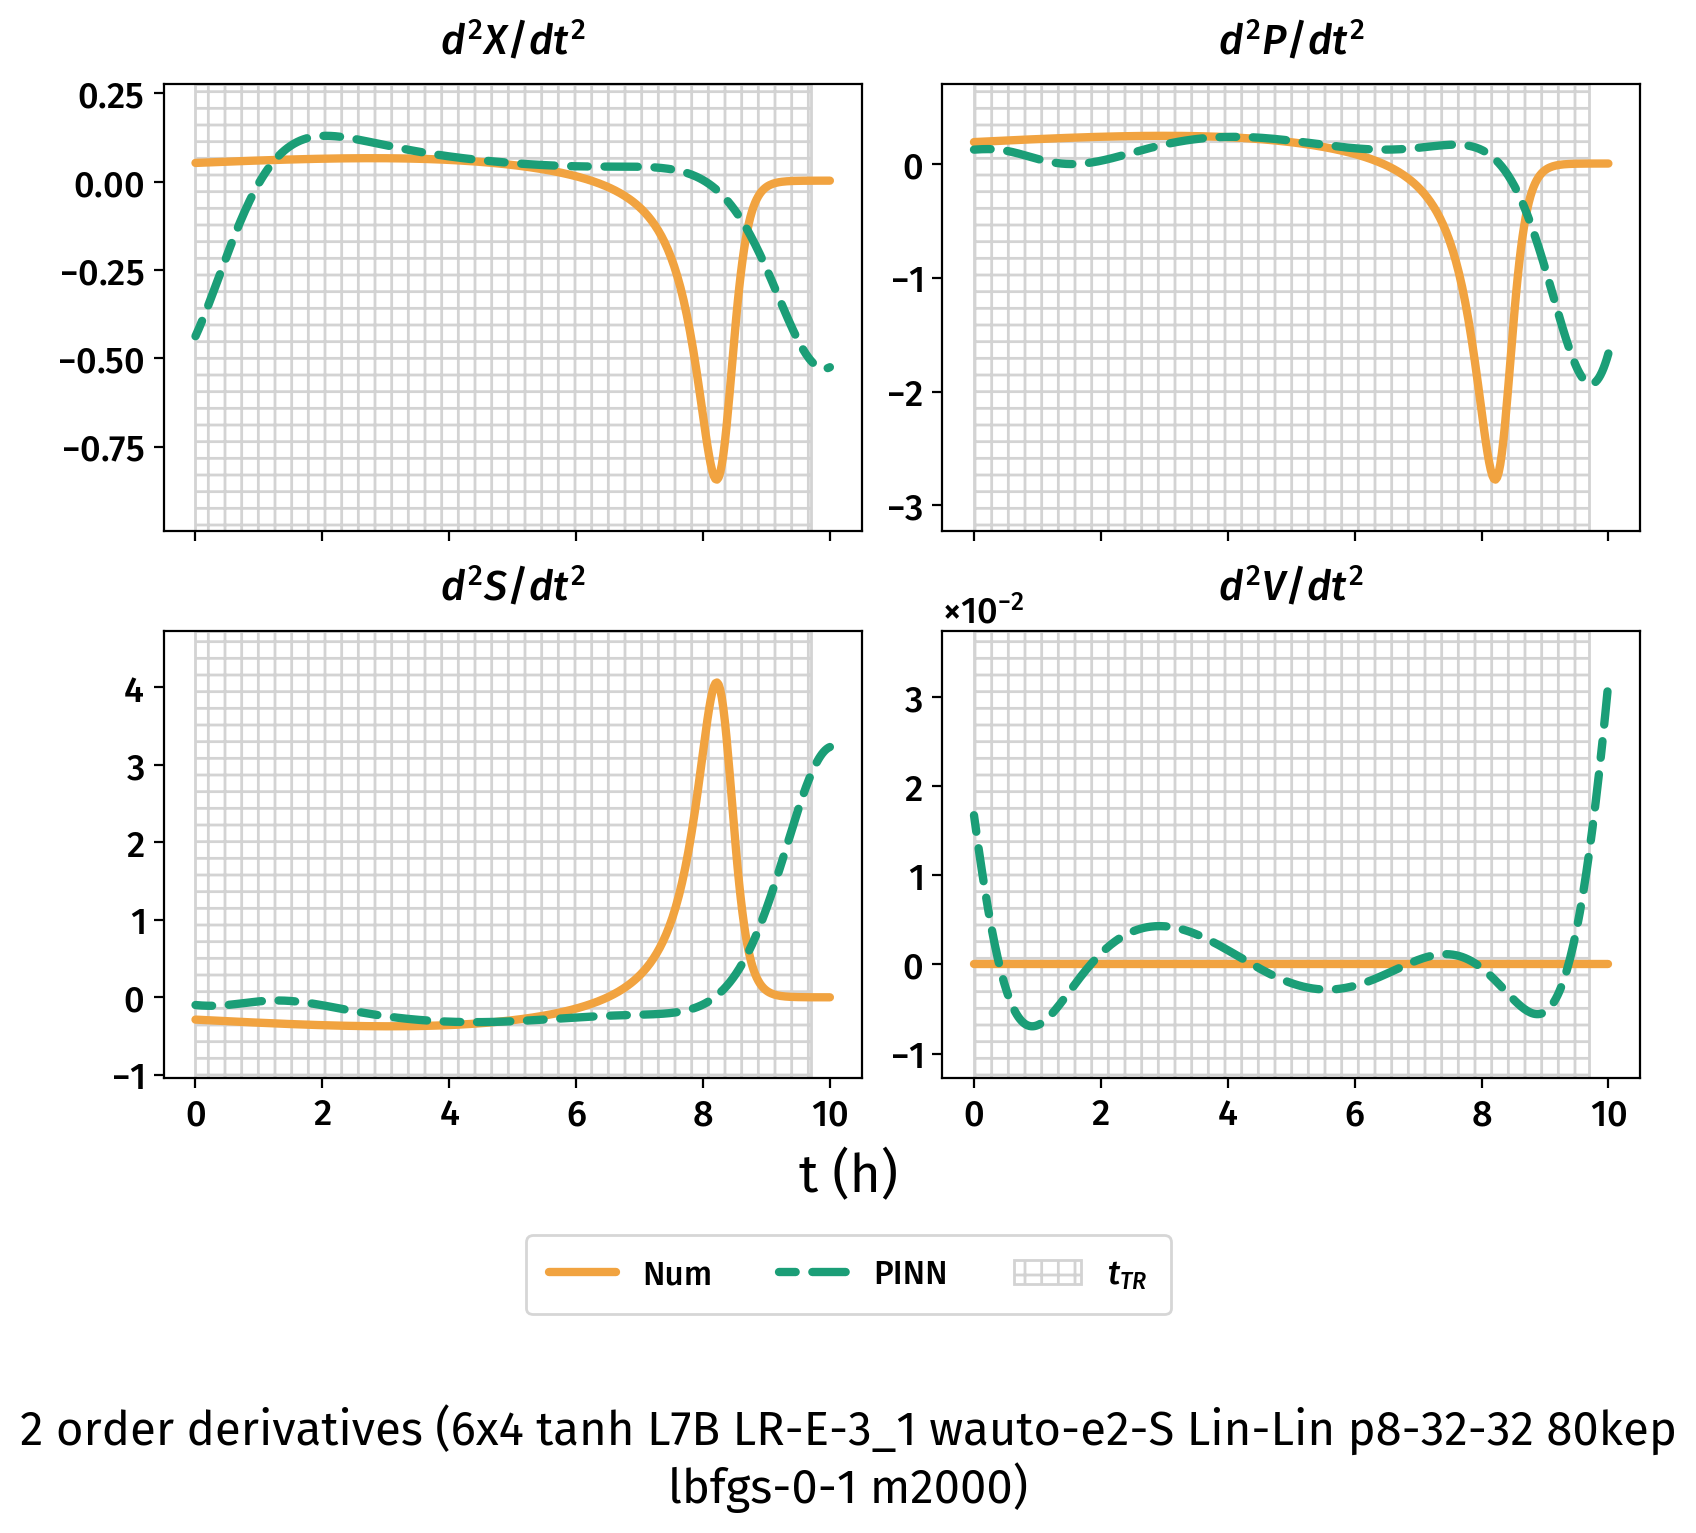 d²X/dt²
d²P/dt²
0.25
0.00
−0.25
−0.50
−0.75
0
−1
−2
−3
d²S/dt²
d²V/dt²
×10⁻²
4
3
2
1
0
−1
3
2
1
0
−1
0 2 4 6 8 10
0 2 4 6 8 10
t (h)
Num PINN t_TR
2 order derivatives (6x4 tanh L7B LR-E-3_1 wauto-e2-S Lin-Lin p8-32-32 80kep
lbfgs-0-1 m2000)